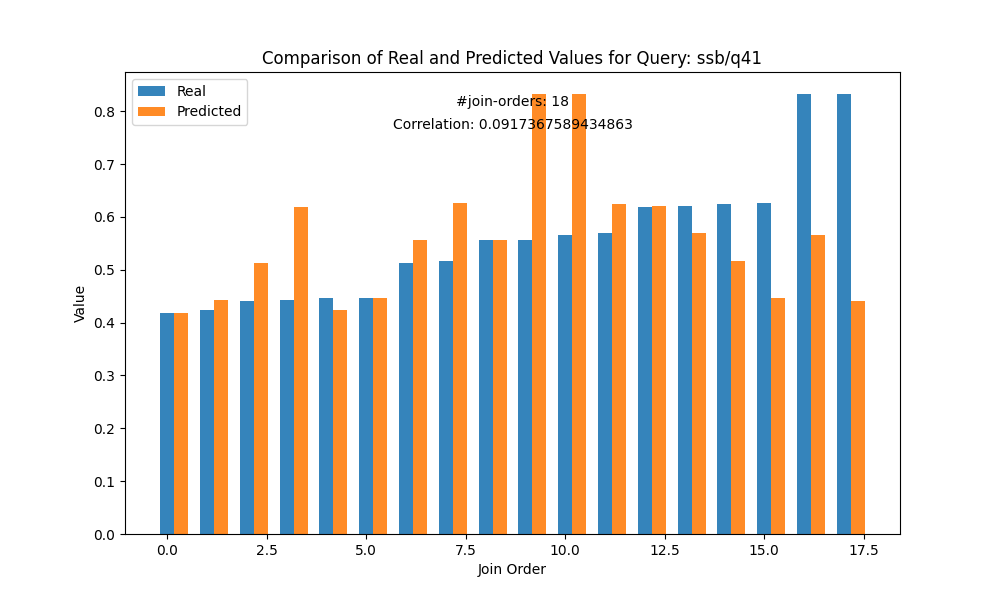 Comparison of Real and Predicted Values for Query: ssb/q41
Real
Predicted
#join-orders: 18
Correlation: 0.0917367589434863
Value
0.8
0.7
0.6
0.5
0.4
0.3
0.2
0.1
0.0
0.0 2.5 5.0 7.5 10.0 12.5 15.0 17.5
Join Order